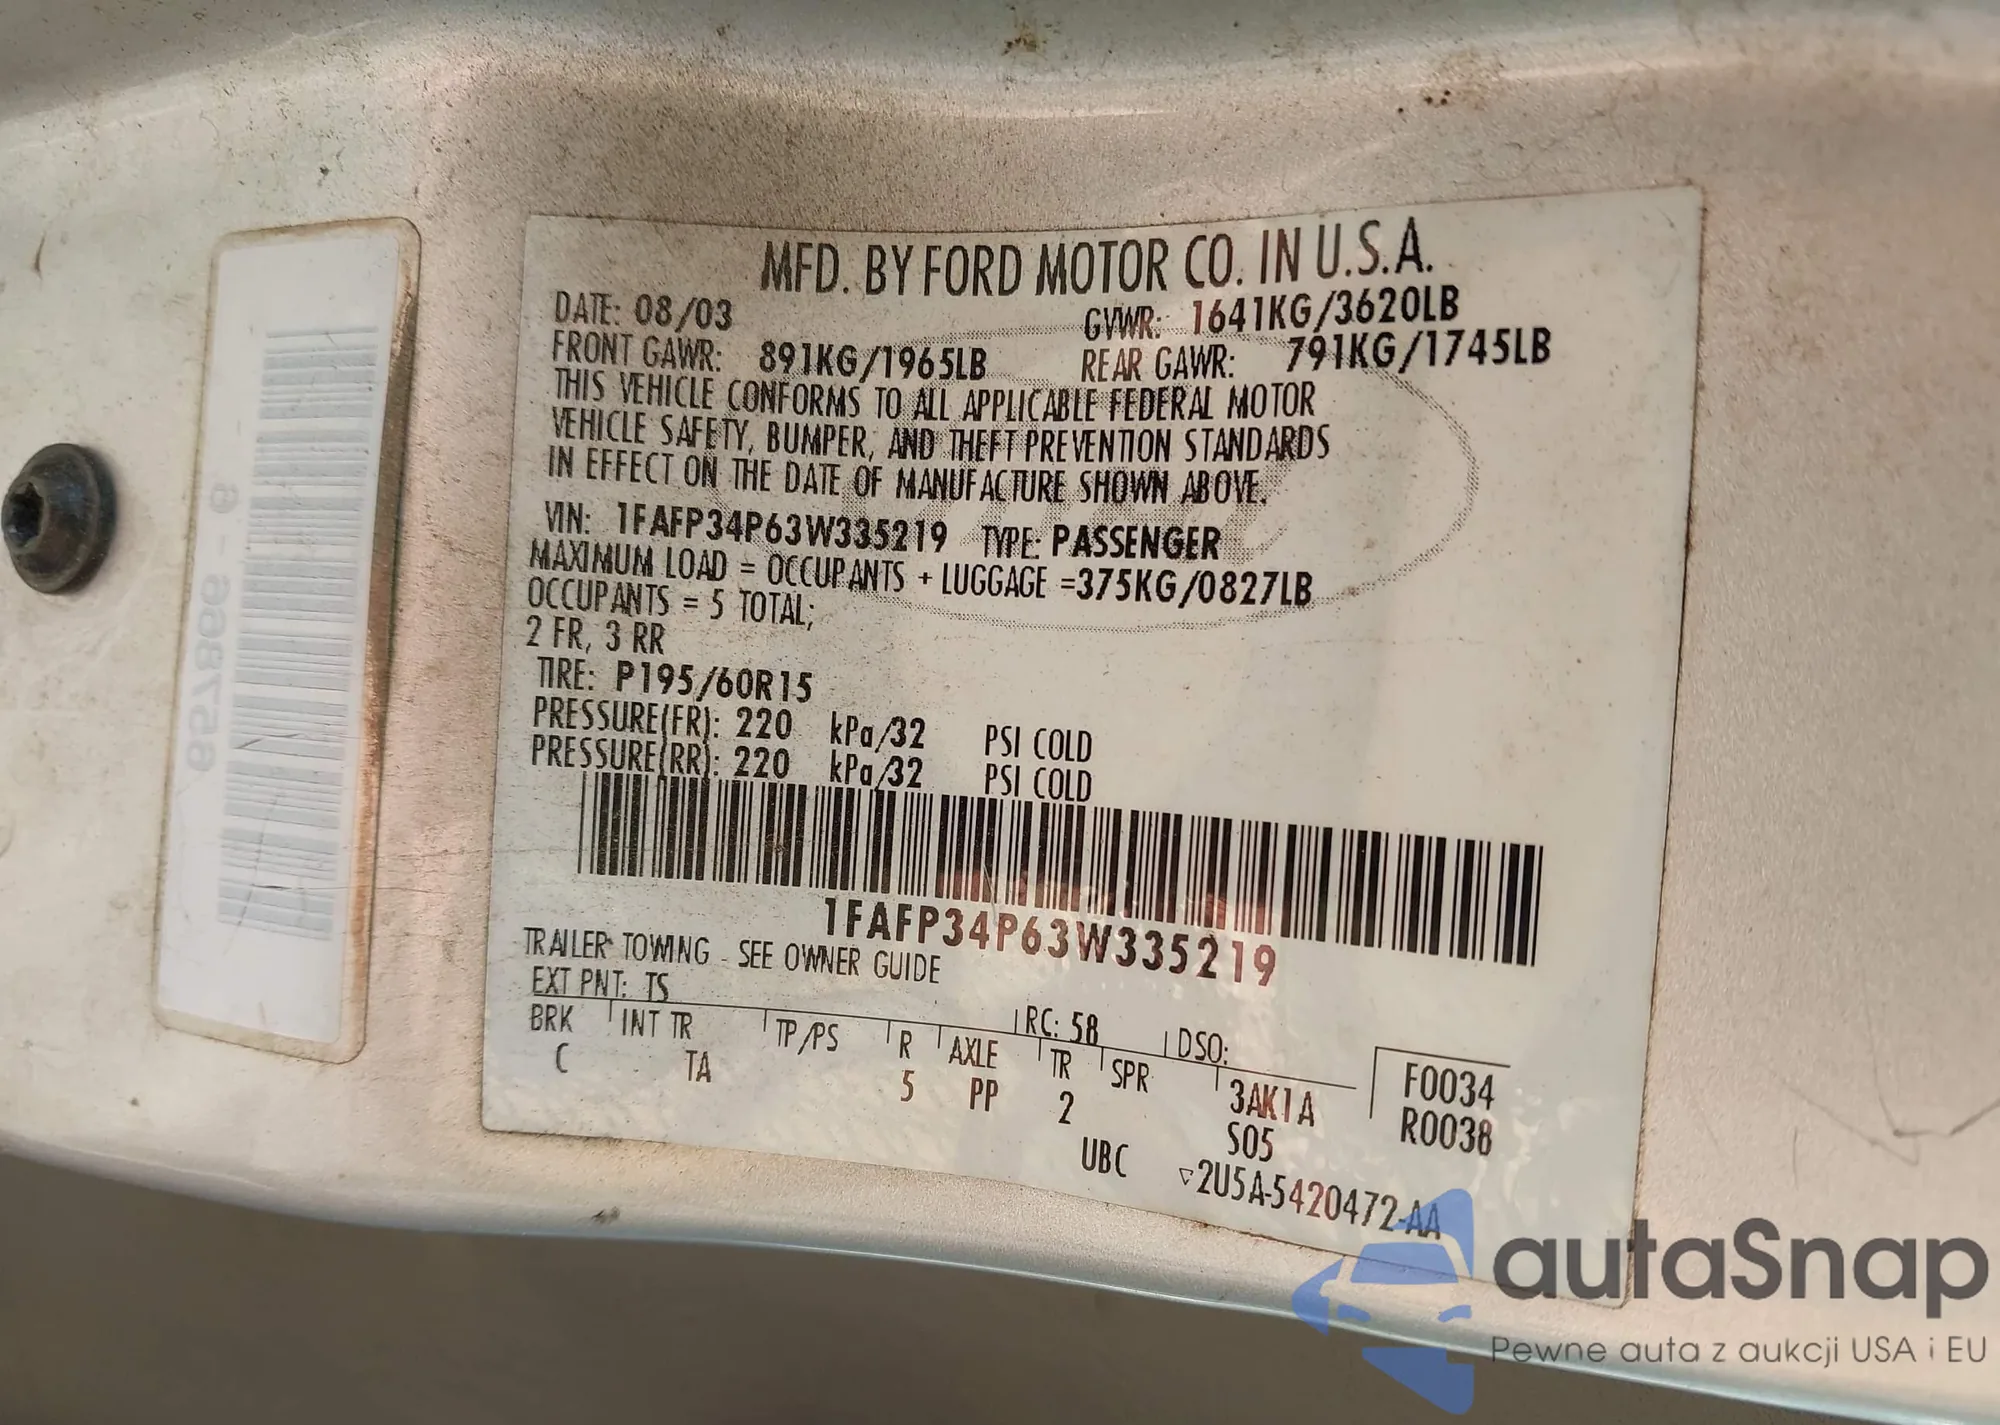 MFD. BY FORD MOTOR CO. IN U.S.A.
DATE: 08/03 GVWR: 1641KG/3620LB
FRONT GAWR: 891KG/1965LB REAR GAWR: 791KG/1745LB
THIS VEHICLE CONFORMS TO ALL APPLICABLE FEDERAL MOTOR
VEHICLE SAFETY, BUMPER, AND THEFT PREVENTION STANDARDS
IN EFFECT ON THE DATE OF MANUFACTURE SHOWN ABOVE.
VIN: 1FAFP34P63W335219 TYPE: PASSENGER
MAXIMUM LOAD = OCCUPANTS + LUGGAGE =375KG/0827LB
OCCUPANTS = 5 TOTAL;
2 FR, 3 RR
TIRE: P195/60R15
PRESSURE(FR): 220 kPa/32 PSI COLD
PRESSURE(RR): 220 kPa/32 PSI COLD
1FAFP34P63W335219
TRAILER TOWING - SEE OWNER GUIDE
EXT PNT: TS RC: 58 DSO:
BRK INT TR TP/PS R AXLE TR SPR
C TA 5 PP 2 3AK1A F0034
S05 R0038
UBC ▽2U5A-5420472-AA
657866 - 6
autaSnap
Pewne auta z aukcji USA i EU